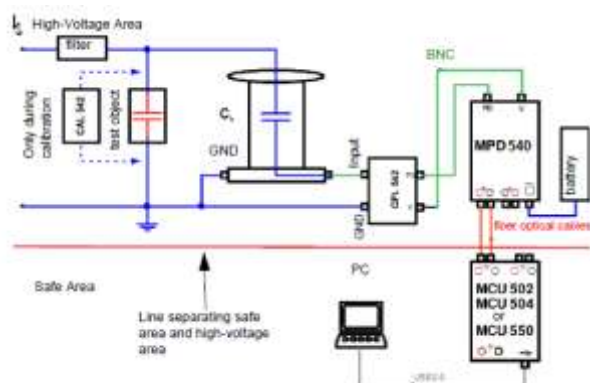 High-Voltage Area
filter
BNC
Only during
calibration
CAL 542
test object
GND
Input
CPL 542
GND
MPD 540
battery
fiber optical cables
PC
Safe Area
Line separating safe
area and high-voltage
area
MCU 502
MCU 504
or
MCU 550